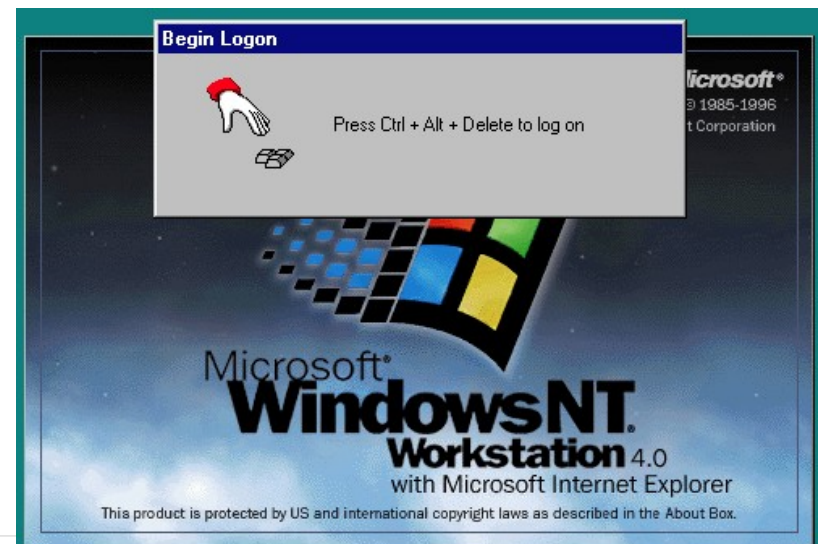 Begin Logon
Press Ctrl + Alt + Delete to log on
icrosoft®
1985-1996
t Corporation
Microsoft®
WindowsNT.
Workstation 4.0
with Microsoft Internet Explorer
This product is protected by US and international copyright laws as described in the About Box.